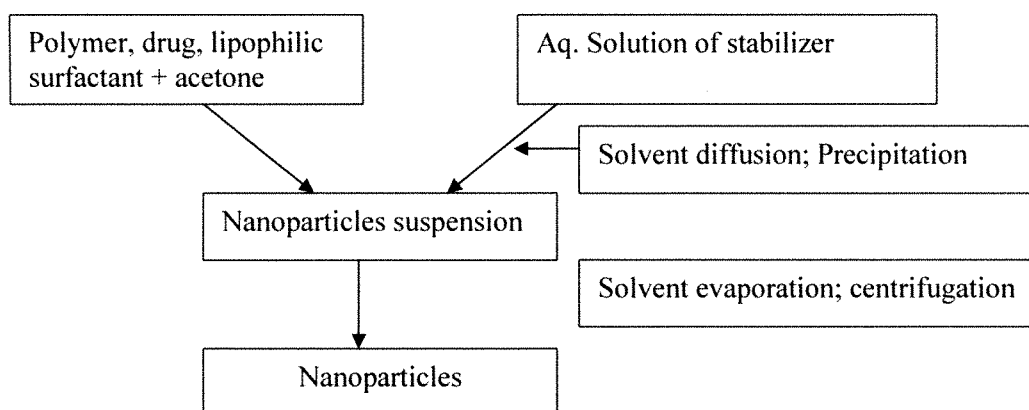 Polymer, drug, lipophilic
surfactant + acetone
Aq. Solution of stabilizer
Solvent diffusion; Precipitation
Nanoparticles suspension
Solvent evaporation; centrifugation
Nanoparticles